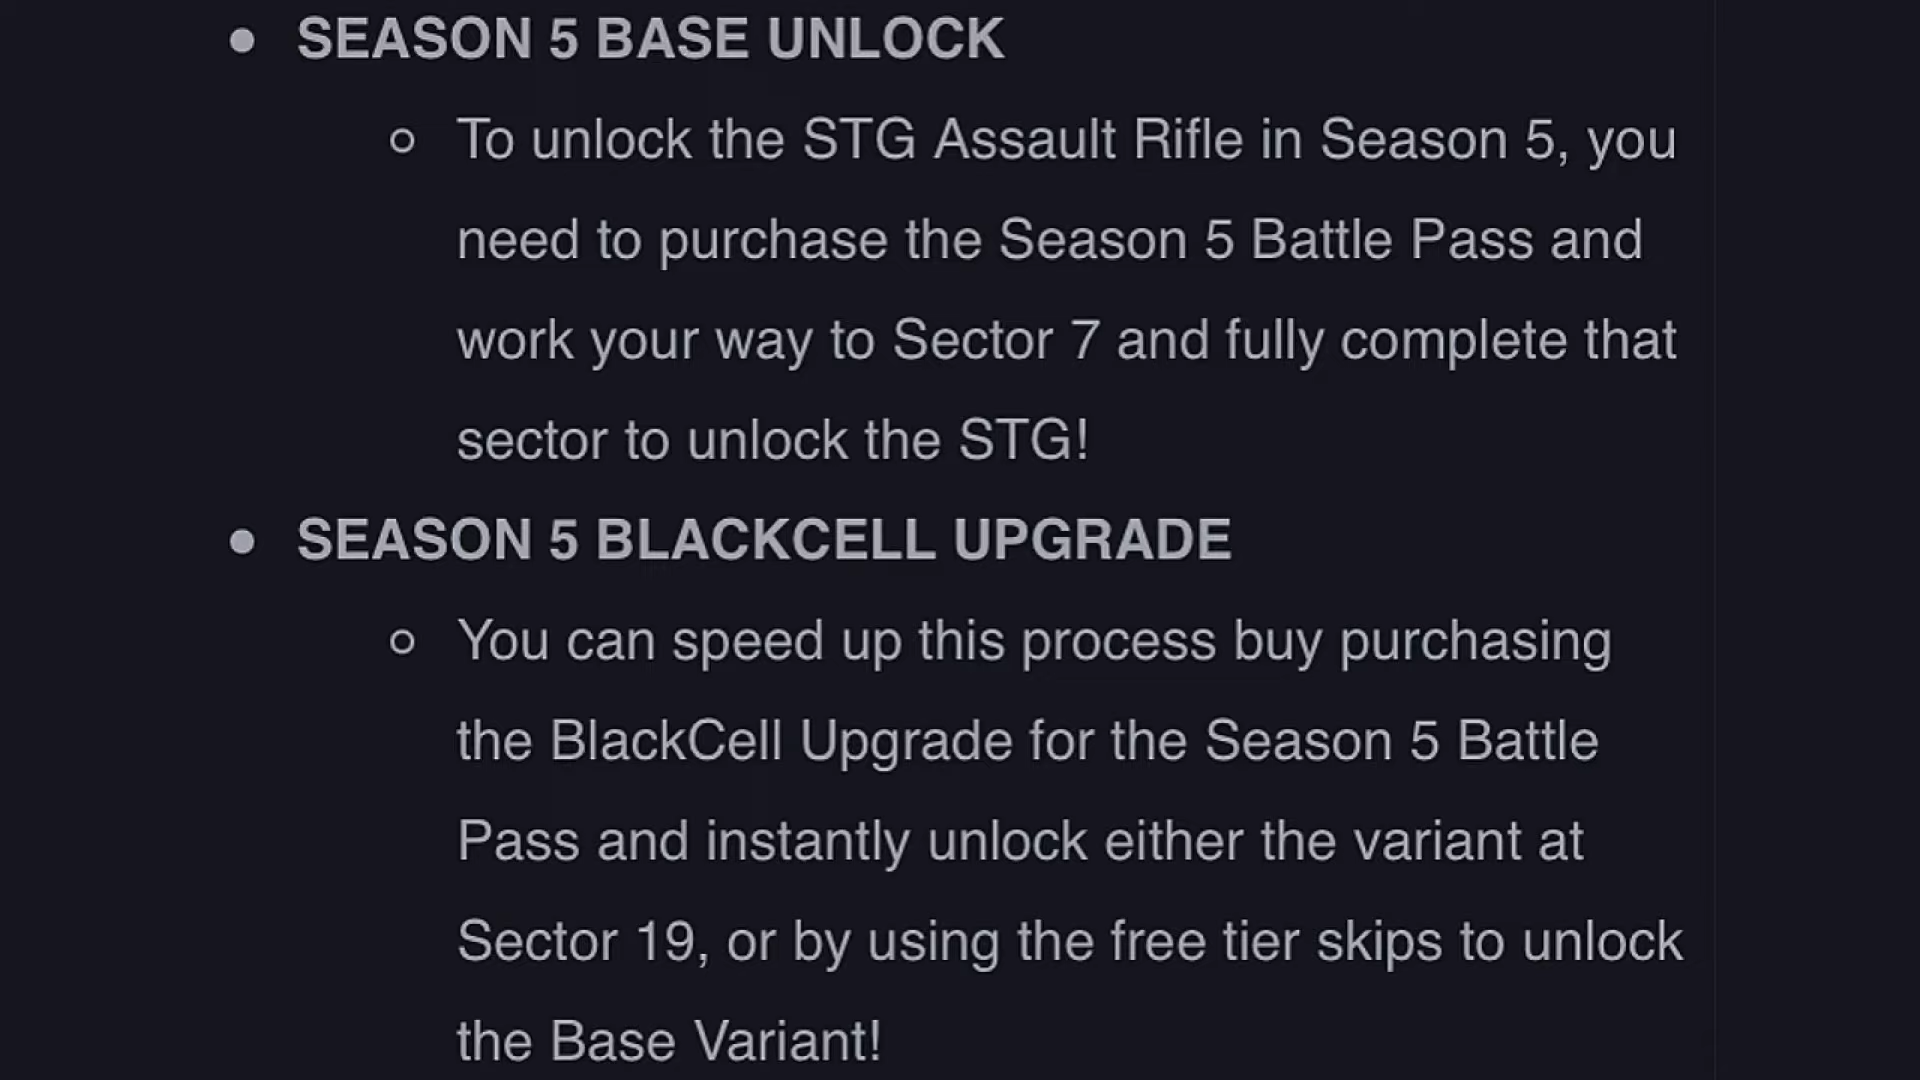 SEASON 5 BASE UNLOCK
To unlock the STG Assault Rifle in Season 5, you
need to purchase the Season 5 Battle Pass and
work your way to Sector 7 and fully complete that
sector to unlock the STG!
SEASON 5 BLACKCELL UPGRADE
You can speed up this process buy purchasing
the BlackCell Upgrade for the Season 5 Battle
Pass and instantly unlock either the variant at
Sector 19, or by using the free tier skips to unlock
the Base Variant!